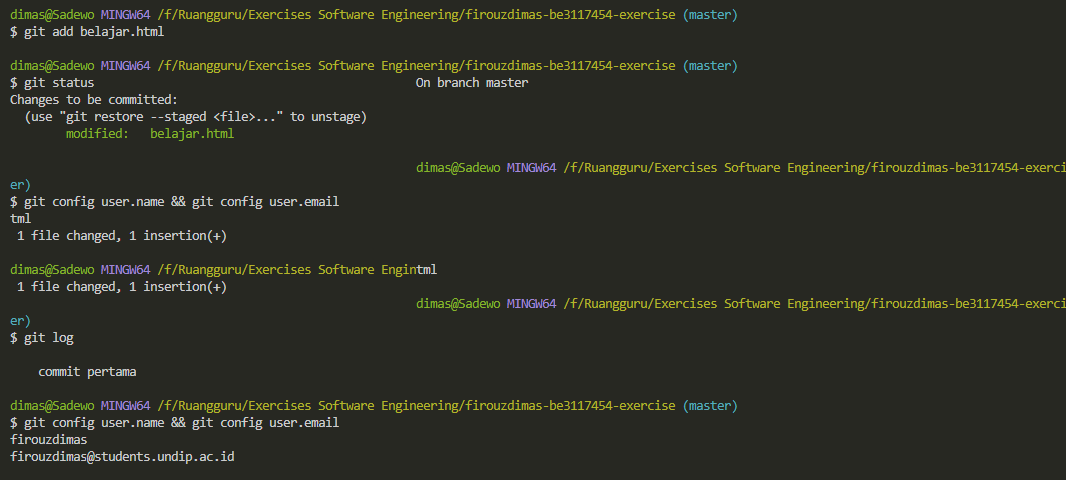 dimas@Sadewo MINGW64 /f/Ruangguru/Exercises Software Engineering/firouzdimas-be3117454-exercise (master)
$ git add belajar.html
dimas@Sadewo MINGW64 /f/Ruangguru/Exercises Software Engineering/firouzdimas-be3117454-exercise (master)
$ git status On branch master
Changes to be committed:
(use "git restore --staged <file>..." to unstage)
modified: belajar.html
dimas@Sadewo MINGW64 /f/Ruangguru/Exercises Software Engineering/firouzdimas-be3117454-exerci
er)
$ git config user.name && git config user.email
tml
1 file changed, 1 insertion(+)
dimas@Sadewo MINGW64 /f/Ruangguru/Exercises Software Engintml
1 file changed, 1 insertion(+)
dimas@Sadewo MINGW64 /f/Ruangguru/Exercises Software Engineering/firouzdimas-be3117454-exerci
er)
$ git log
commit pertama
dimas@Sadewo MINGW64 /f/Ruangguru/Exercises Software Engineering/firouzdimas-be3117454-exercise (master)
$ git config user.name && git config user.email
firouzdimas
firouzdimas@students.undip.ac.id